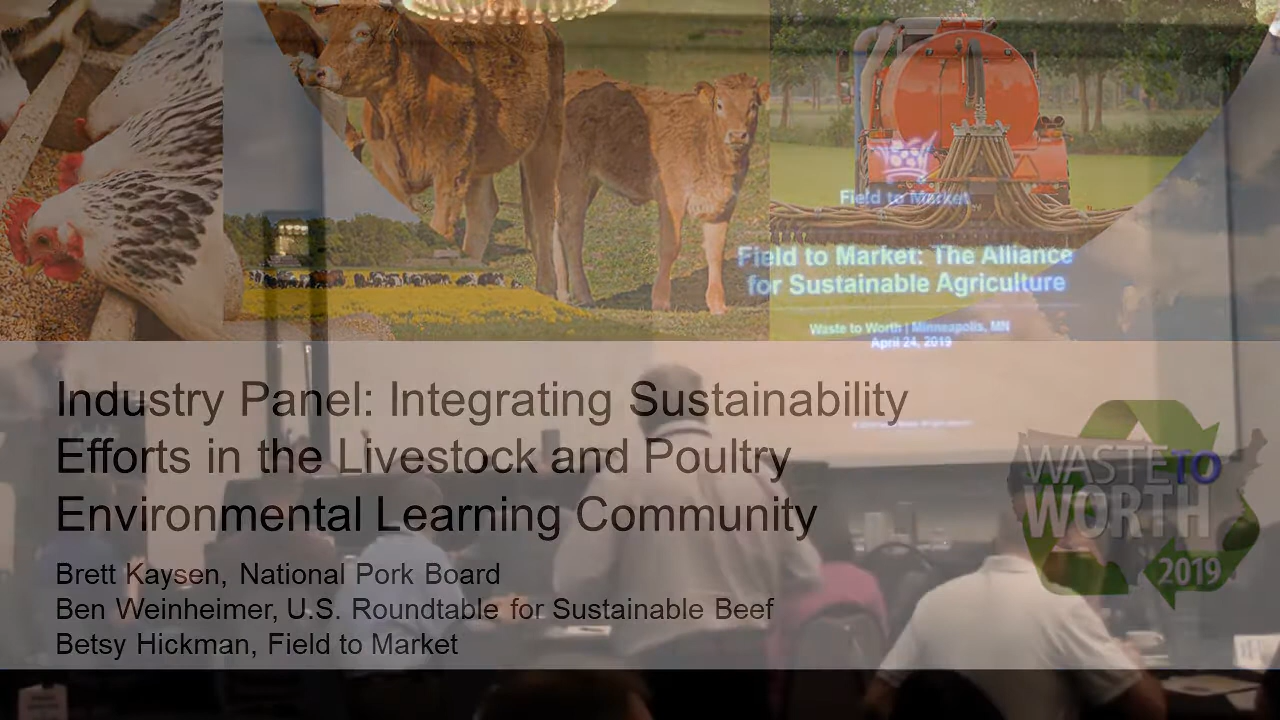 Field to Market
Field to Market: The Alliance
for Sustainable Agriculture
Waste to Worth | Minneapolis, MN
April 24, 2019
Industry Panel: Integrating Sustainability
Efforts in the Livestock and Poultry
Environmental Learning Community
Brett Kaysen, National Pork Board
Ben Weinheimer, U.S. Roundtable for Sustainable Beef
Betsy Hickman, Field to Market
WASTE TO
WORTH
2019